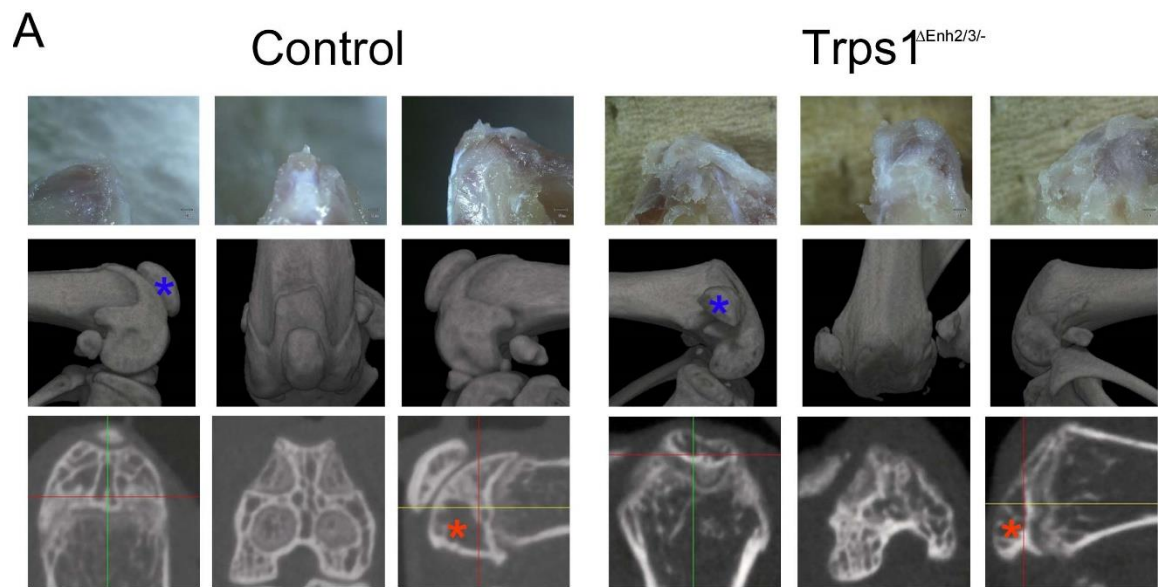 A
Control
Trps1ΔEnh2/3/-
*
*
*
*